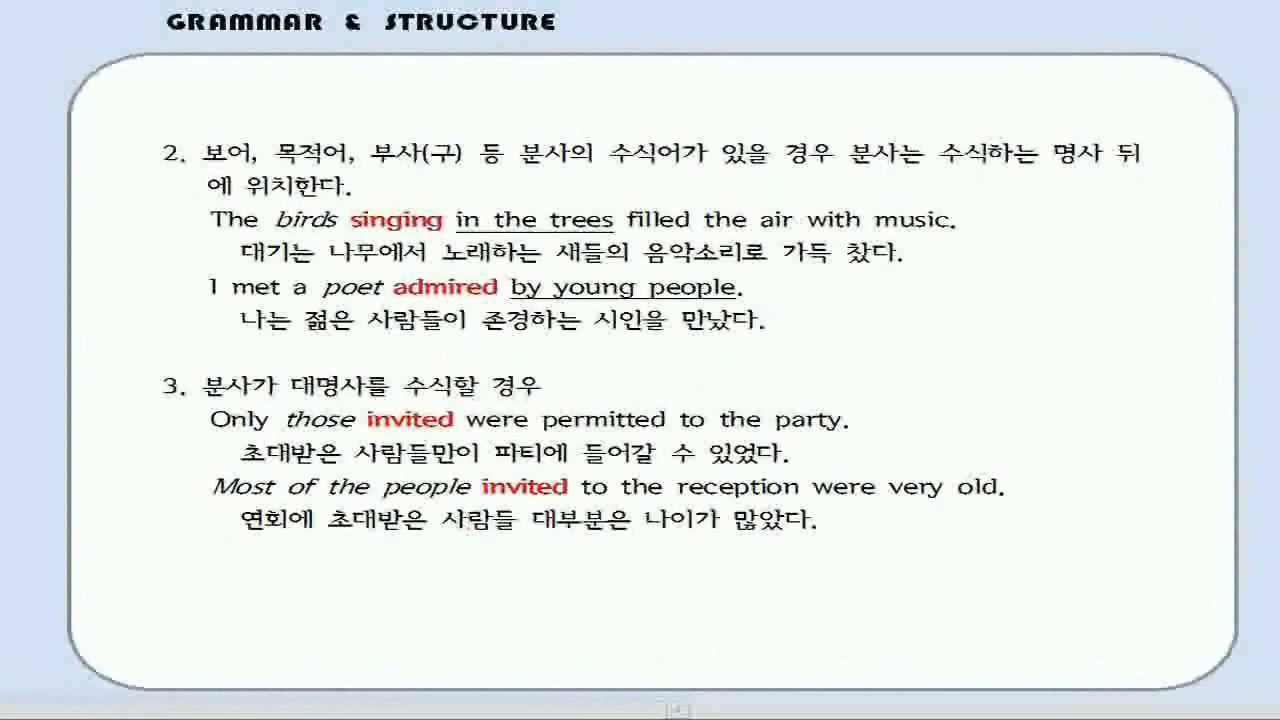 GRAMMAR & STRUCTURE
2. 보어, 목적어, 부사(구) 등 분사의 수식어가 있을 경우 분사는 수식하는 명사 뒤
에 위치한다.
The birds singing in the trees filled the air with music.
대기는 나무에서 노래하는 새들의 음악소리로 가득 찼다.
I met a poet admired by young people.
나는 젊은 사람들이 존경하는 시인을 만났다.
3. 분사가 대명사를 수식할 경우
Only those invited were permitted to the party.
초대받은 사람들만이 파티에 들어갈 수 있었다.
Most of the people invited to the reception were very old.
연회에 초대받은 사람들 대부분은 나이가 많았다.